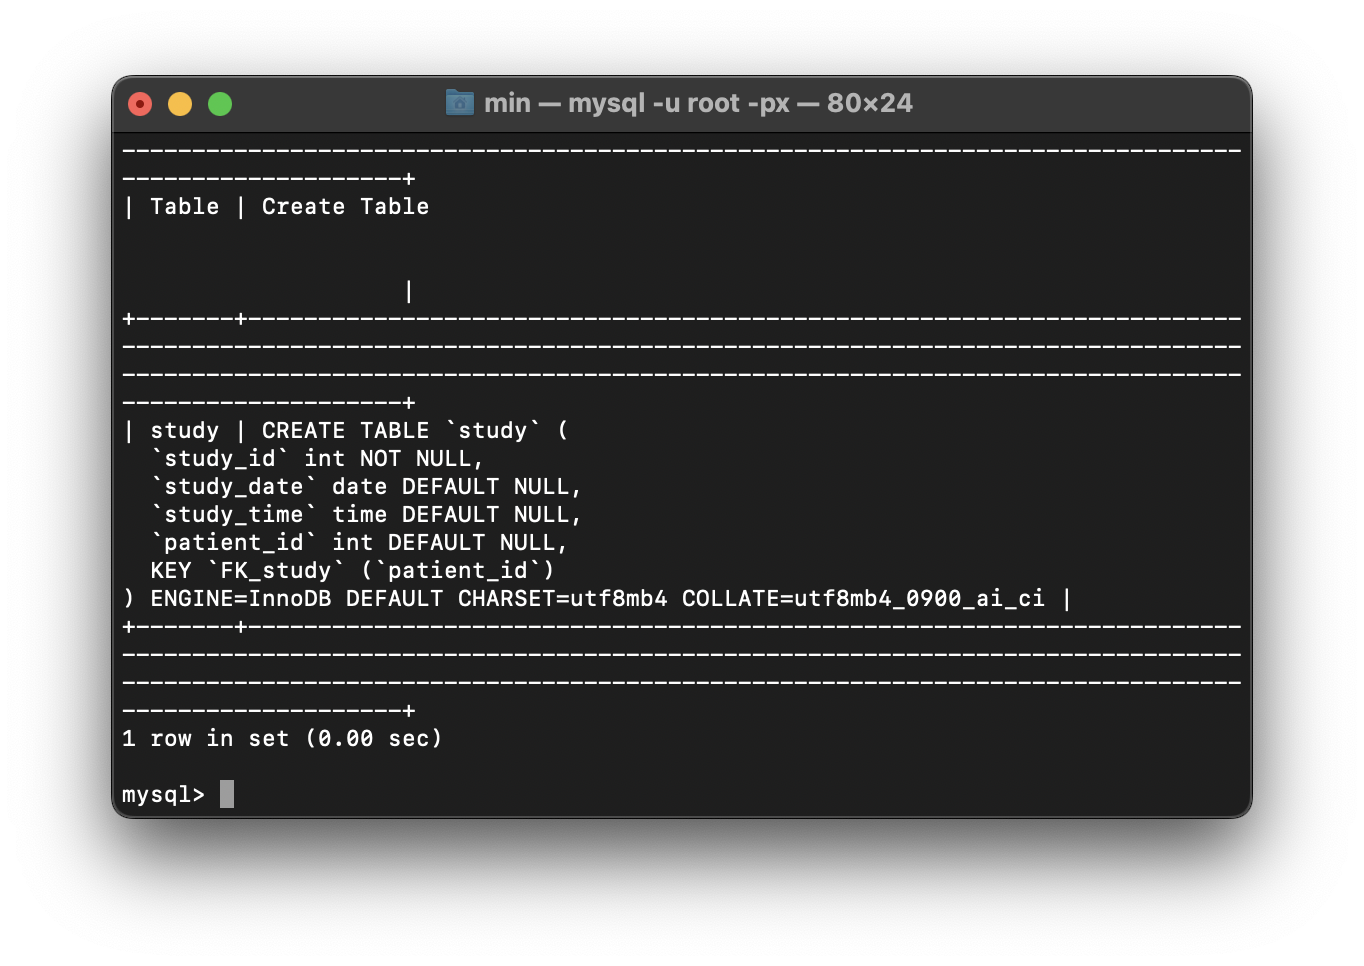 min — mysql -u root -px — 80×24
--------------------------------------------------------------------------------
--------------------+
| Table | Create Table
|
+-------+-----------------------------------------------------------------------
--------------------------------------------------------------------------------
--------------------------------------------------------------------------------
--------------------+
| study | CREATE TABLE `study` (
  `study_id` int NOT NULL,
  `study_date` date DEFAULT NULL,
  `study_time` time DEFAULT NULL,
  `patient_id` int DEFAULT NULL,
  KEY `FK_study` (`patient_id`)
) ENGINE=InnoDB DEFAULT CHARSET=utf8mb4 COLLATE=utf8mb4_0900_ai_ci |
+-------+-----------------------------------------------------------------------
--------------------------------------------------------------------------------
--------------------------------------------------------------------------------
--------------------+
1 row in set (0.00 sec)
mysql>